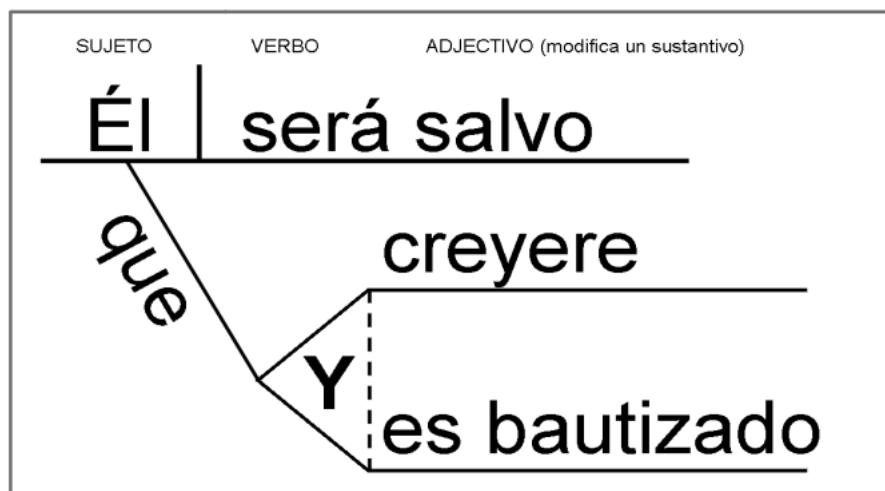 SUJETO VERBO ADJECTIVO (modifica un sustantivo)
Él será salvo
que
creyere
Y
es bautizado